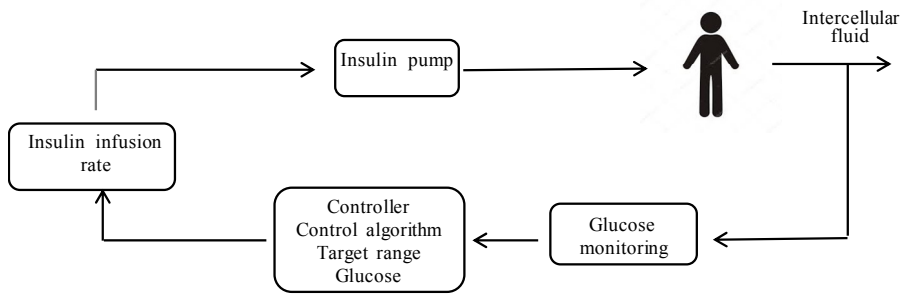 Intercellular
fluid
Insulin pump
Insulin infusion
rate
Controller
Control algorithm
Target range
Glucose
Glucose
monitoring